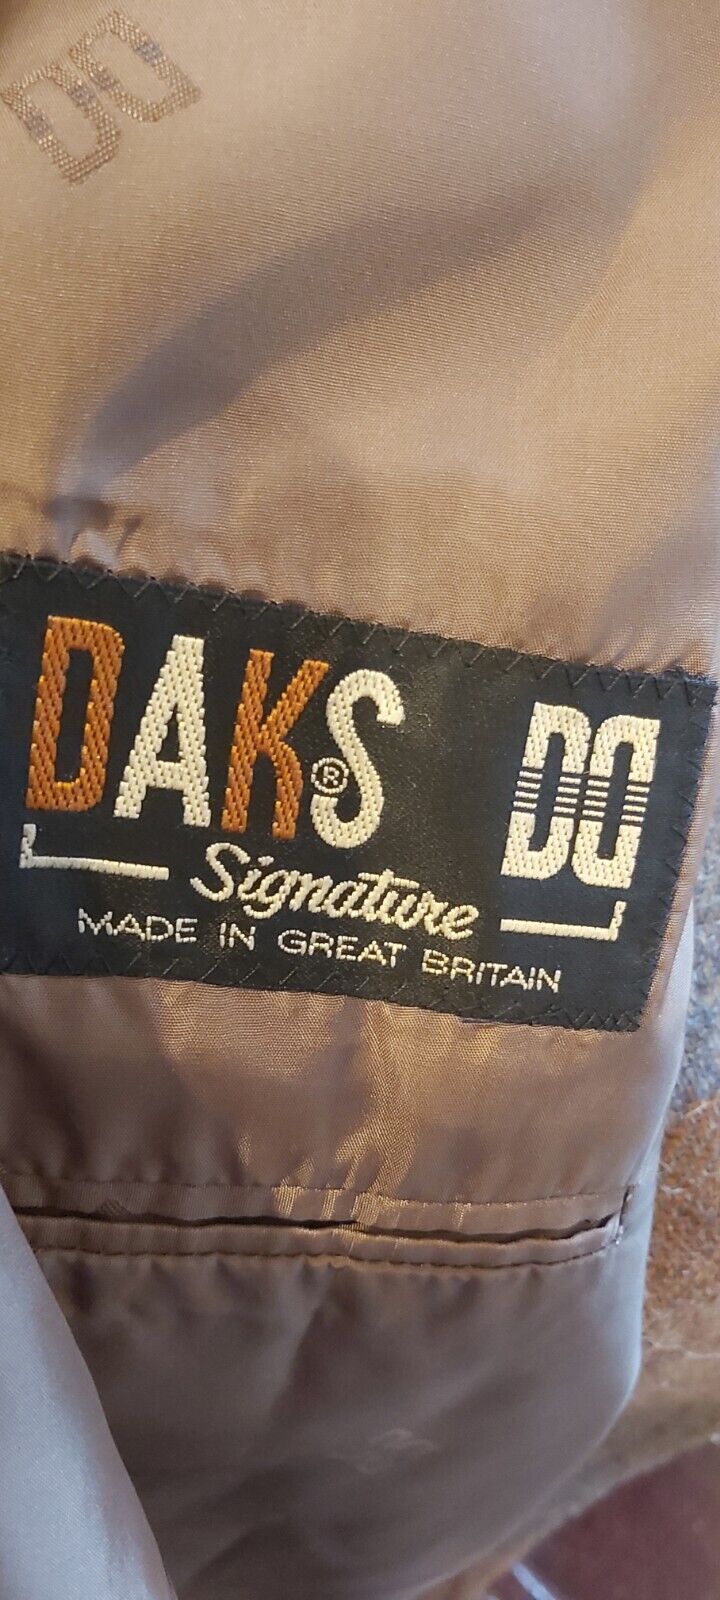 DAKS®
DD
Signature
MADE IN GREAT BRITAIN